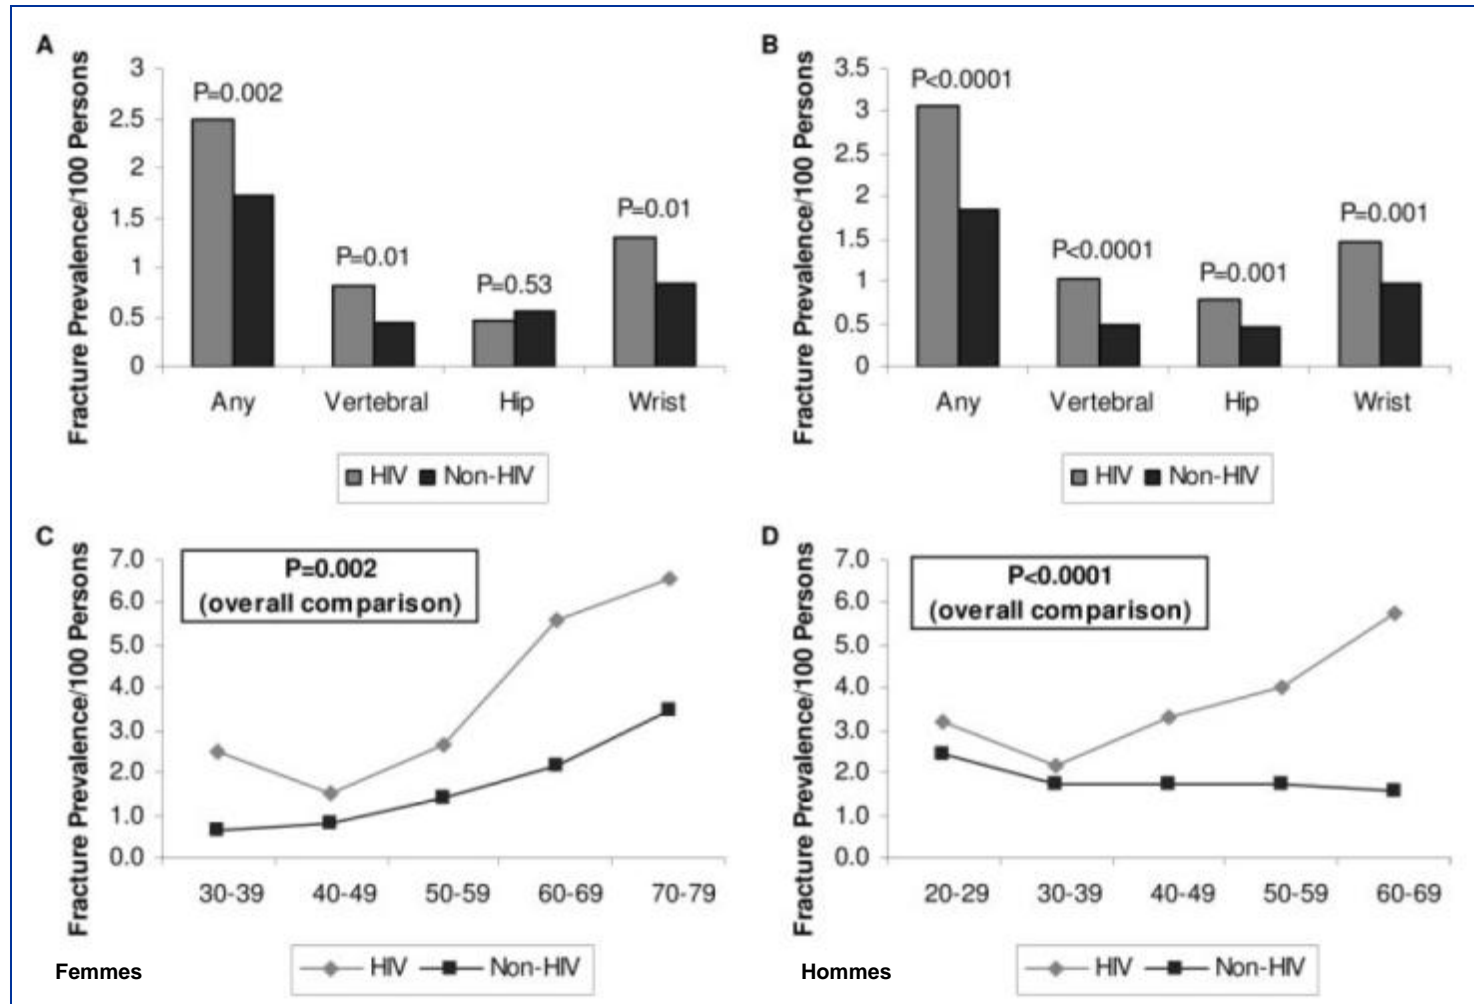 A
Fracture Prevalence/100 Persons
3
2.5
2
1.5
1
0.5
0
P=0.002
P=0.01
P=0.53
P=0.01
Any Vertebral Hip Wrist
HIV Non-HIV
B
Fracture Prevalence/100 Persons
3.5
3
2.5
2
1.5
1
0.5
0
P<0.0001
P<0.0001
P=0.001
P=0.001
Any Vertebral Hip Wrist
HIV Non-HIV
C
Fracture Prevalence/100 Persons
7.0
6.0
5.0
4.0
3.0
2.0
1.0
0.0
P=0.002
(overall comparison)
30-39 40-49 50-59 60-69 70-79
HIV Non-HIV
Femmes
D
Fracture Prevalence/100 Persons
7.0
6.0
5.0
4.0
3.0
2.0
1.0
0.0
P<0.0001
(overall comparison)
20-29 30-39 40-49 50-59 60-69
HIV Non-HIV
Hommes